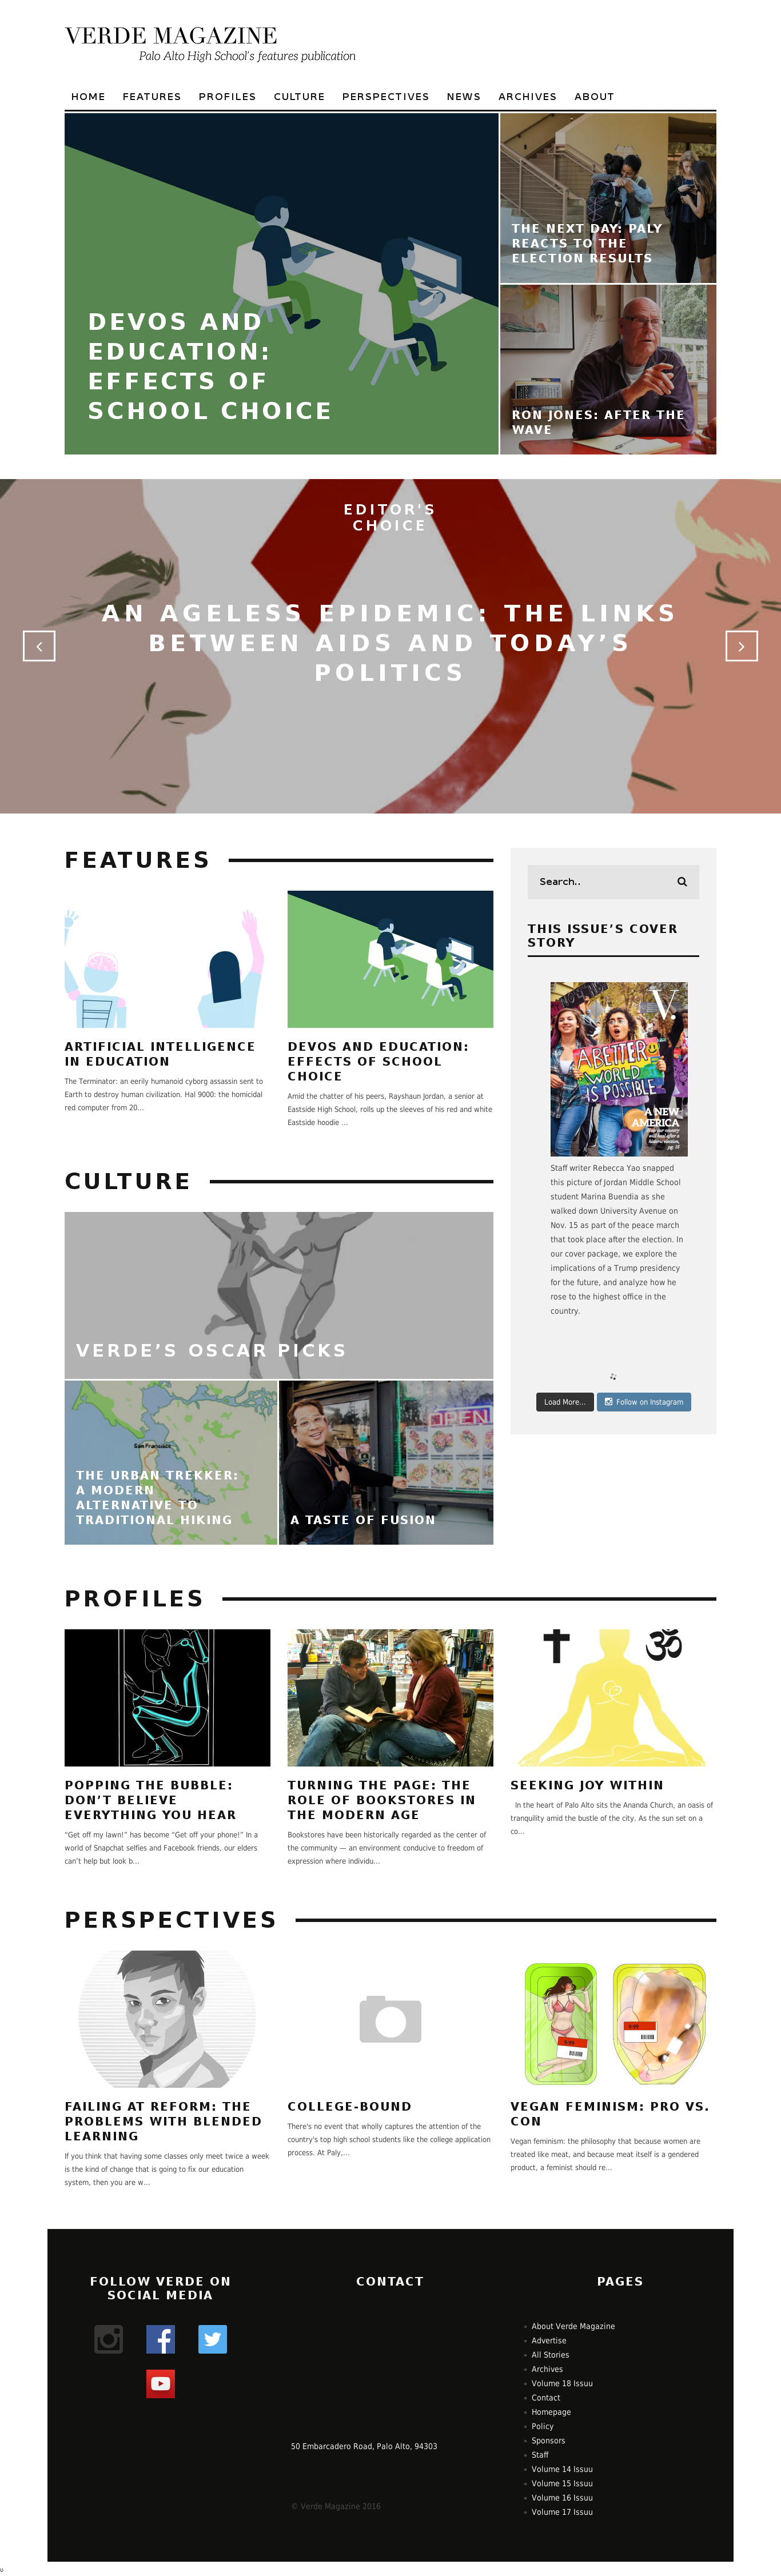 VERDE MAGAZINE
Palo Alto High School's features publication
HOME FEATURES PROFILES CULTURE PERSPECTIVES NEWS ARCHIVES ABOUT
DEVOS AND
EDUCATION:
EFFECTS OF
SCHOOL CHOICE
THE NEXT DAY: PALY
REACTS TO THE
ELECTION RESULTS
RON JONES: AFTER THE
WAVE
EDITOR'S
CHOICE
AN AGELESS EPIDEMIC: THE LINKS
BETWEEN AIDS AND TODAY'S
POLITICS
FEATURES
ARTIFICIAL INTELLIGENCE
IN EDUCATION
The Terminator: an eerily humanoid cyborg assassin sent to
Earth to destroy human civilization. Hal 9000: the homicidal
red computer from 20...
DEVOS AND EDUCATION:
EFFECTS OF SCHOOL
CHOICE
Amid the chatter of his peers, Rayshaun Jordan, a senior at
Eastside High School, rolls up the sleeves of his red and white
Eastside hoodie ...
Search..
THIS ISSUE'S COVER
STORY
V.
A BETTER
WORLD
IS POSSIBLE
A NEW
AMERICA
Staff writer Rebecca Yao snapped
this picture of Jordan Middle School
student Marina Buendia as she
walked down University Avenue on
Nov. 15 as part of the peace march
that took place after the election. In
our cover package, we explore the
implications of a Trump presidency
for the future, and analyze how he
rose to the highest office in the
country.
Load More...
Follow on Instagram
CULTURE
VERDE'S OSCAR PICKS
San Francisco
THE URBAN TREKKER:
A MODERN
ALTERNATIVE TO
TRADITIONAL HIKING
OPEN
A TASTE OF FUSION
PROFILES
POPPING THE BUBBLE:
DON'T BELIEVE
EVERYTHING YOU HEAR
"Get off my lawn!" has become "Get off your phone!" In a
world of Snapchat selfies and Facebook friends, our elders
can't help but look b...
TURNING THE PAGE: THE
ROLE OF BOOKSTORES IN
THE MODERN AGE
Bookstores have been historically regarded as the center of
the community — an environment conducive to freedom of
expression where individu...
ॐ
SEEKING JOY WITHIN
In the heart of Palo Alto sits the Ananda Church, an oasis of
tranquility amid the bustle of the city. As the sun set on a
co...
PERSPECTIVES
FAILING AT REFORM: THE
PROBLEMS WITH BLENDED
LEARNING
If you think that having some classes only meet twice a week
is the kind of change that is going to fix our education
system, then you are w...
COLLEGE-BOUND
There's no event that wholly captures the attention of the
country's top high school students like the college application
process. At Paly,...
VEGAN FEMINISM: PRO VS.
CON
Vegan feminism: the philosophy that because women are
treated like meat, and because meat itself is a gendered
product, a feminist should re...
FOLLOW VERDE ON
SOCIAL MEDIA
CONTACT
50 Embarcadero Road, Palo Alto, 94303
© Verde Magazine 2016
PAGES
About Verde Magazine
Advertise
All Stories
Archives
Volume 18 Issuu
Contact
Homepage
Policy
Sponsors
Staff
Volume 14 Issuu
Volume 15 Issuu
Volume 16 Issuu
Volume 17 Issuu